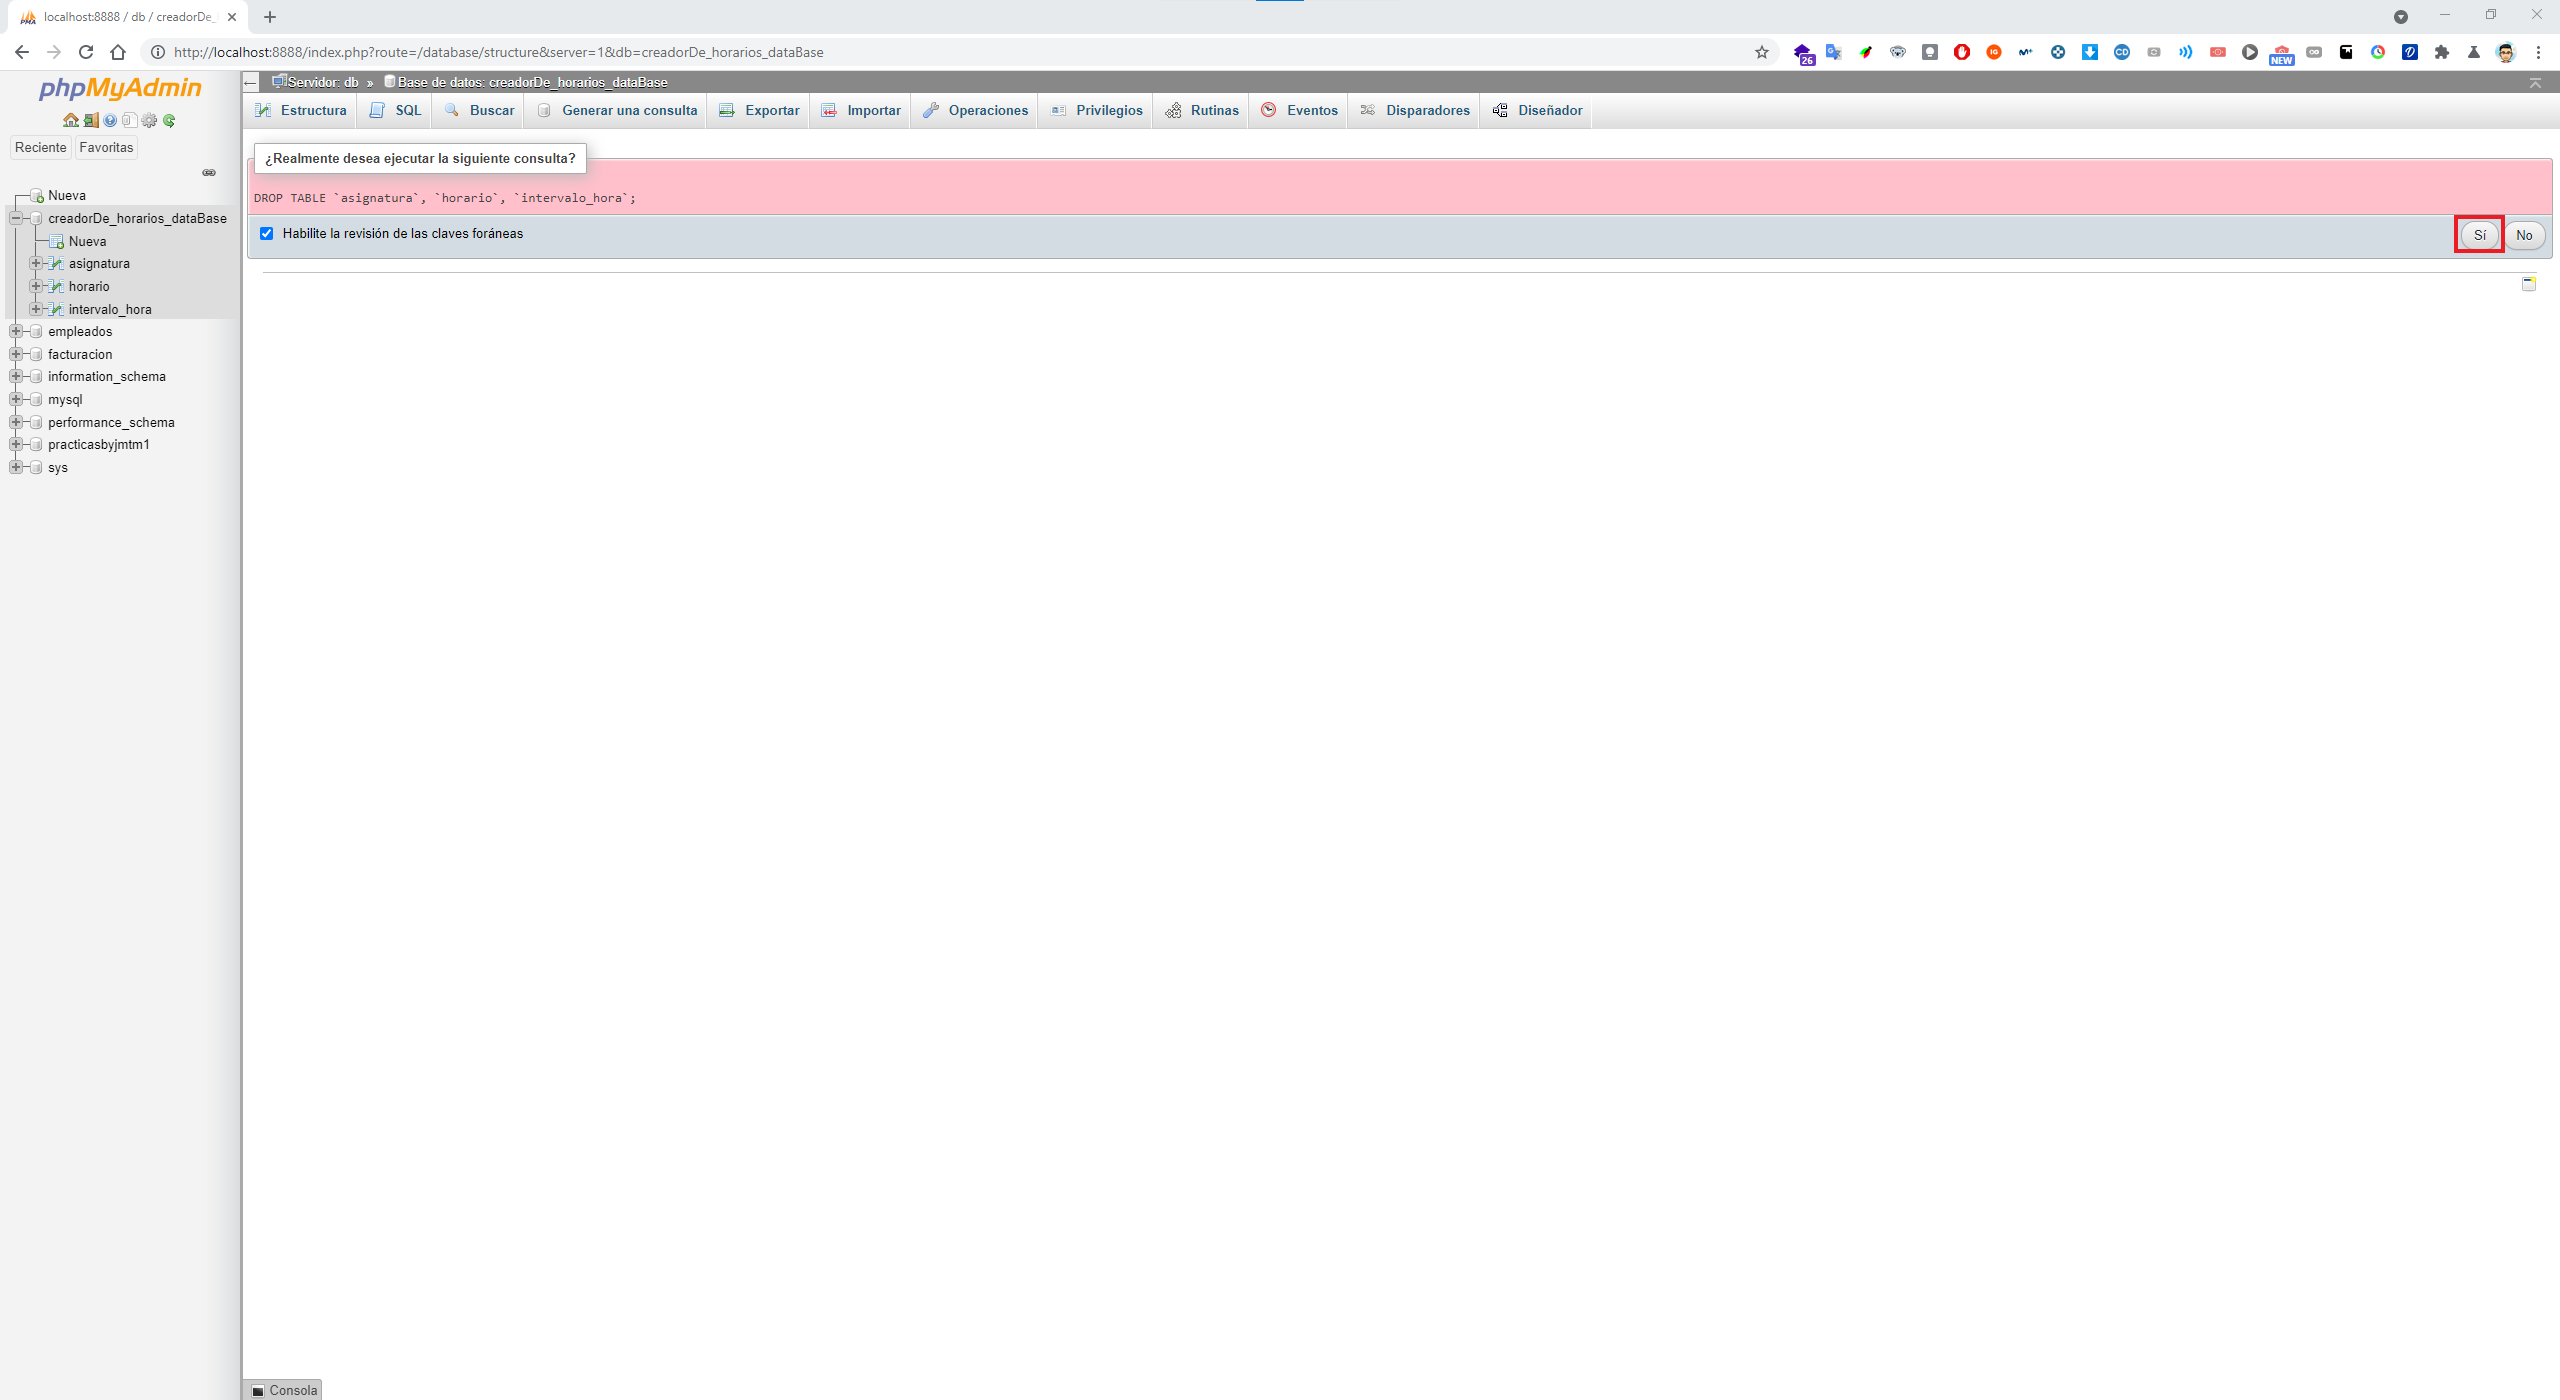 localhost:8888 / db / creadorDe_
http://localhost:8888/index.php?route=/database/structure&server=1&db=creadorDe_horarios_dataBase
26
IG
CD
NEW
phpMyAdmin
Servidor: db » Base de datos: creadorDe_horarios_dataBase
Estructura SQL Buscar Generar una consulta Exportar Importar Operaciones Privilegios Rutinas Eventos Disparadores Diseñador
Reciente Favoritas
¿Realmente desea ejecutar la siguiente consulta?
DROP TABLE `asignatura`, `horario`, `intervalo_hora`;
Habilite la revisión de las claves foráneas
Sí No
Nueva
creadorDe_horarios_dataBase
Nueva
asignatura
horario
intervalo_hora
empleados
facturacion
information_schema
mysql
performance_schema
practicasbyjmtm1
sys
Consola